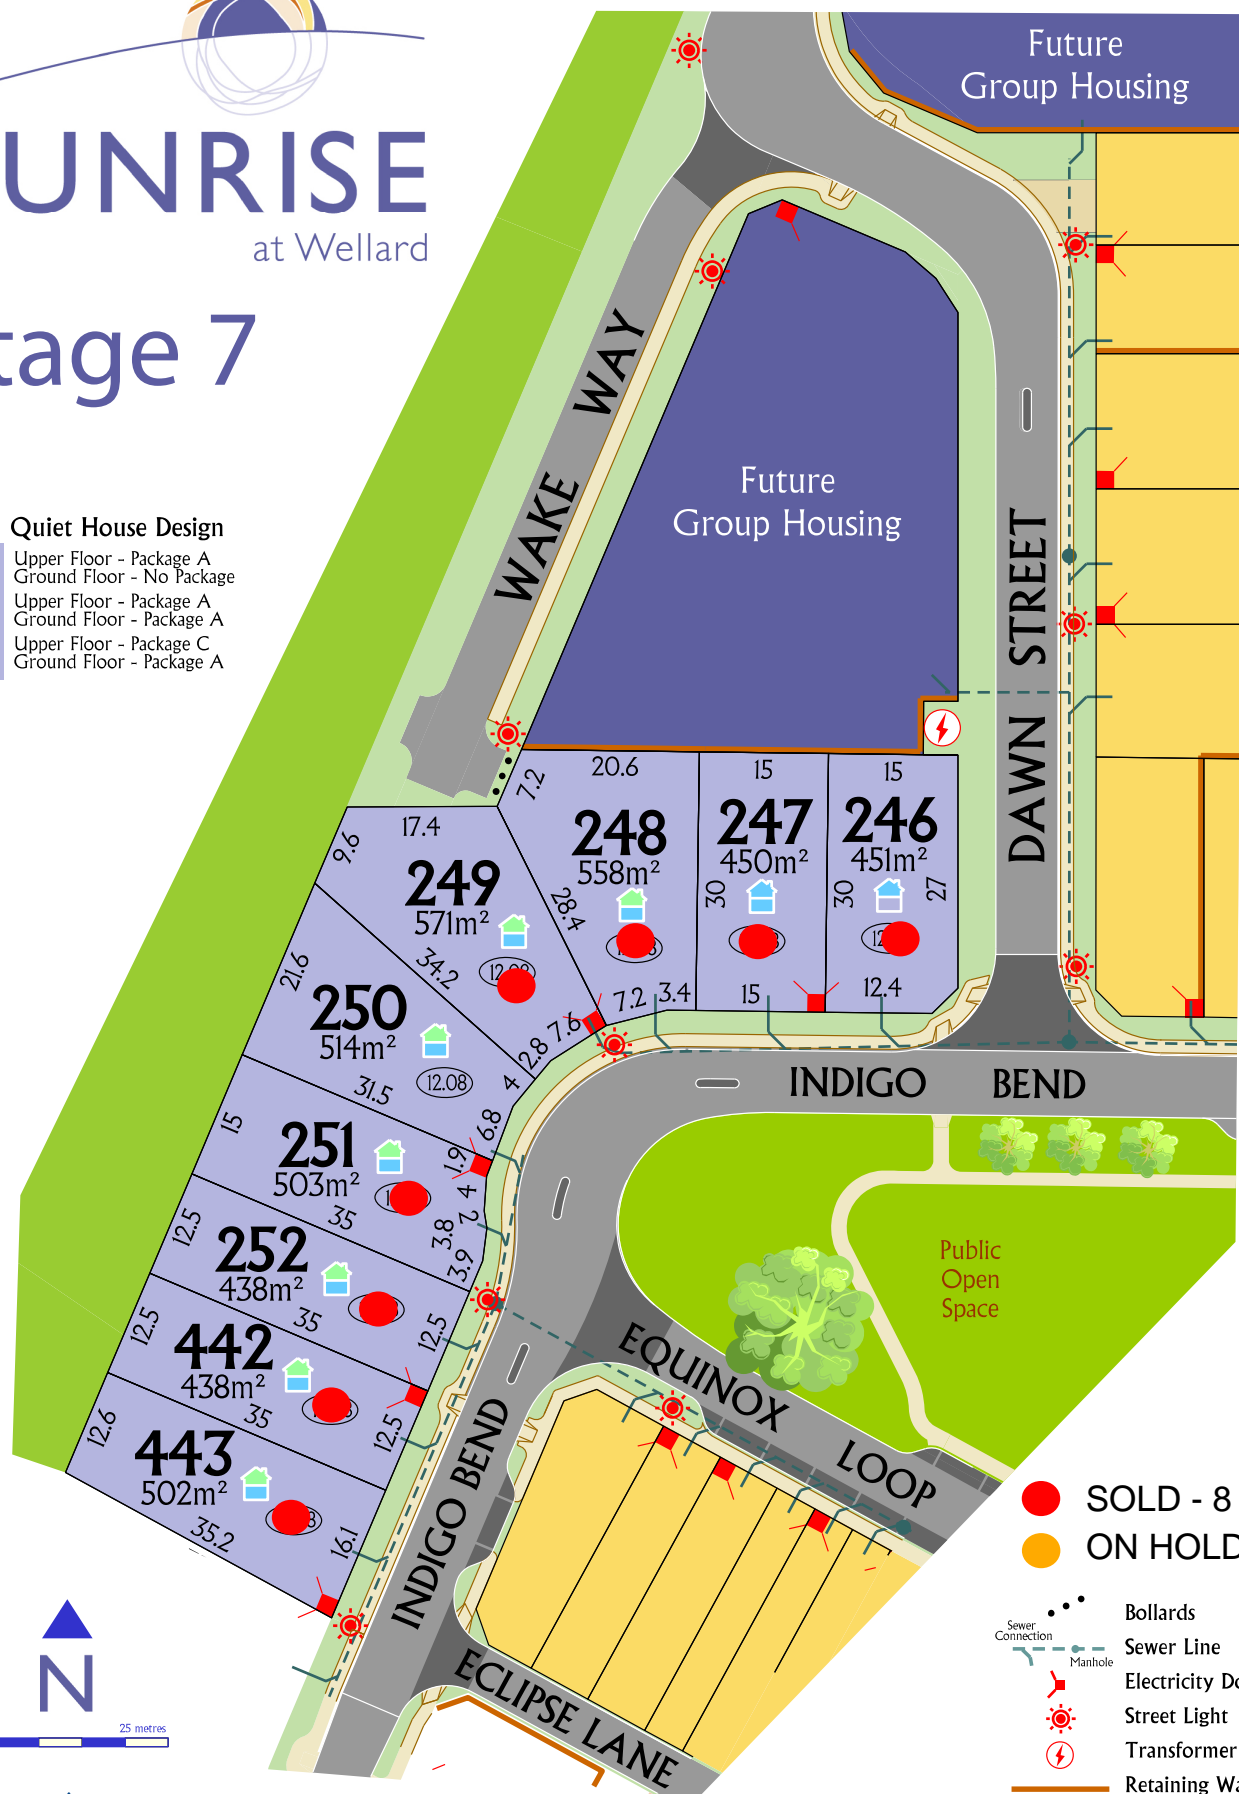 UNRISE
at Wellard
tage 7
Quiet House Design
Upper Floor - Package A
Ground Floor - No Package
Upper Floor - Package A
Ground Floor - Package A
Upper Floor - Package C
Ground Floor - Package A
Future
Group Housing
WAKE WAY
Future
Group Housing
DAWN STREET
20.6
15
15
7.2
248
558m²
28.4
7.2
3.4
247
450m²
30
15
246
451m²
30
27
12.4
17.4
9.6
249
571m²
34.2
7.6
2.8
21.6
250
514m²
12.08
31.5
4
6.8
15
251
503m²
35
1.9
4
2
3.8
3.9
12.5
252
438m²
35
12.5
12.5
442
438m²
35
12.5
12.6
443
502m²
35.2
16.1
INDIGO BEND
Public
Open
Space
EQUINOX LOOP
INDIGO BEND
ECLIPSE LANE
SOLD - 8
ON HOLD
Bollards
Sewer
Connection
Sewer Line
Manhole
Electricity Do
Street Light
Transformer
Retaining Wa
N
25 metres